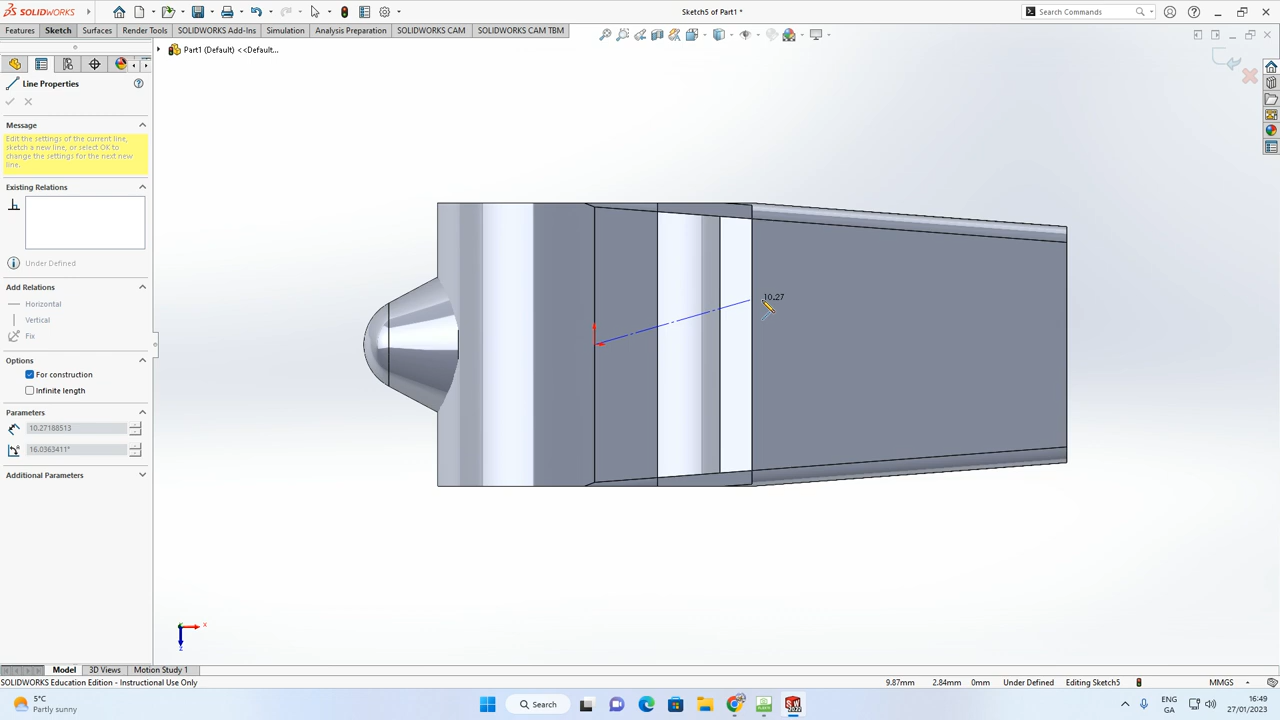 SOLIDWORKS
Sketch5 of Part1 *
Search Commands
Features
Sketch
Surfaces
Render Tools
SOLIDWORKS Add-Ins
Simulation
Analysis Preparation
SOLIDWORKS CAM
SOLIDWORKS CAM TBM
Part1 (Default) <<Default...
Line Properties
Message
Edit the settings of the current line,
sketch a new line, or select OK to
change the settings for the next new
line.
Existing Relations
Under Defined
Add Relations
Horizontal
Vertical
Fix
Options
For construction
Infinite length
Parameters
10.27188513
16.0363411°
Additional Parameters
10.27
x
z
Model
3D Views
Motion Study 1
SOLIDWORKS Education Edition - Instructional Use Only
9.87mm
2.84mm
0mm
Under Defined
Editing Sketch5
MMGS
5°C
Partly sunny
Search
ENG
GA
16:49
27/01/2023